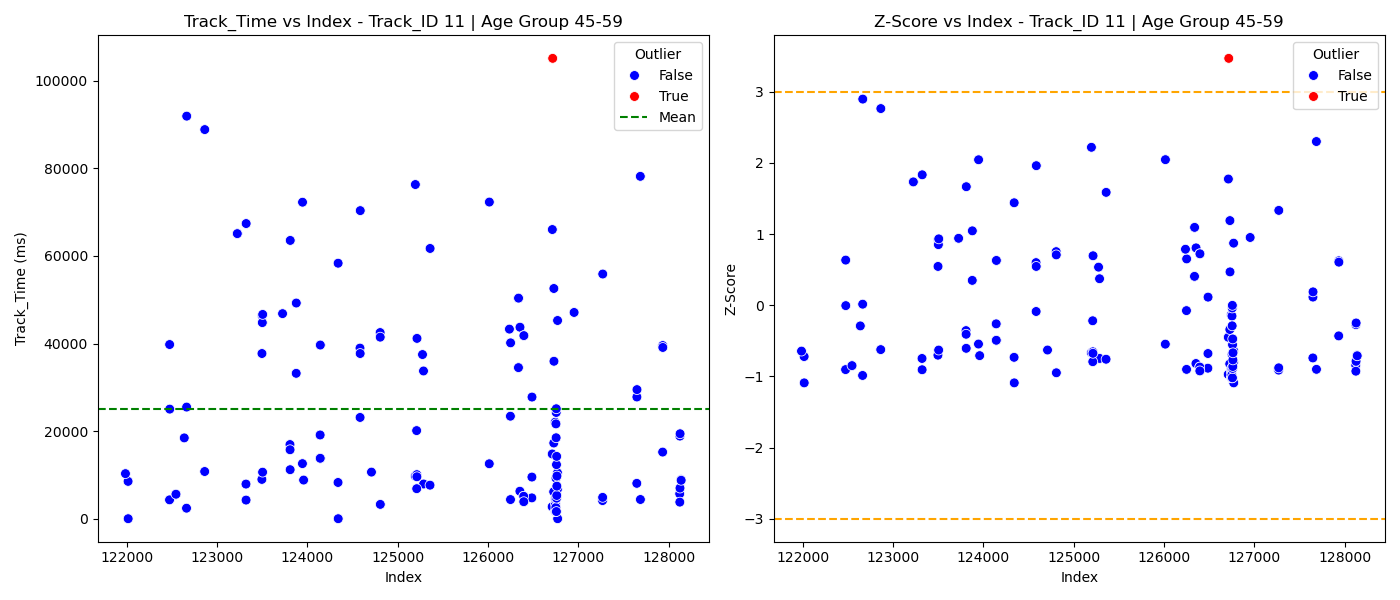 Track_Time vs Index - Track_ID 11 | Age Group 45-59
Outlier
False
True
Mean
Track_Time (ms)
100000
80000
60000
40000
20000
0
122000 123000 124000 125000 126000 127000 128000
Index
Z-Score vs Index - Track_ID 11 | Age Group 45-59
Outlier
False
True
Z-Score
3
2
1
0
−1
−2
−3
122000 123000 124000 125000 126000 127000 128000
Index